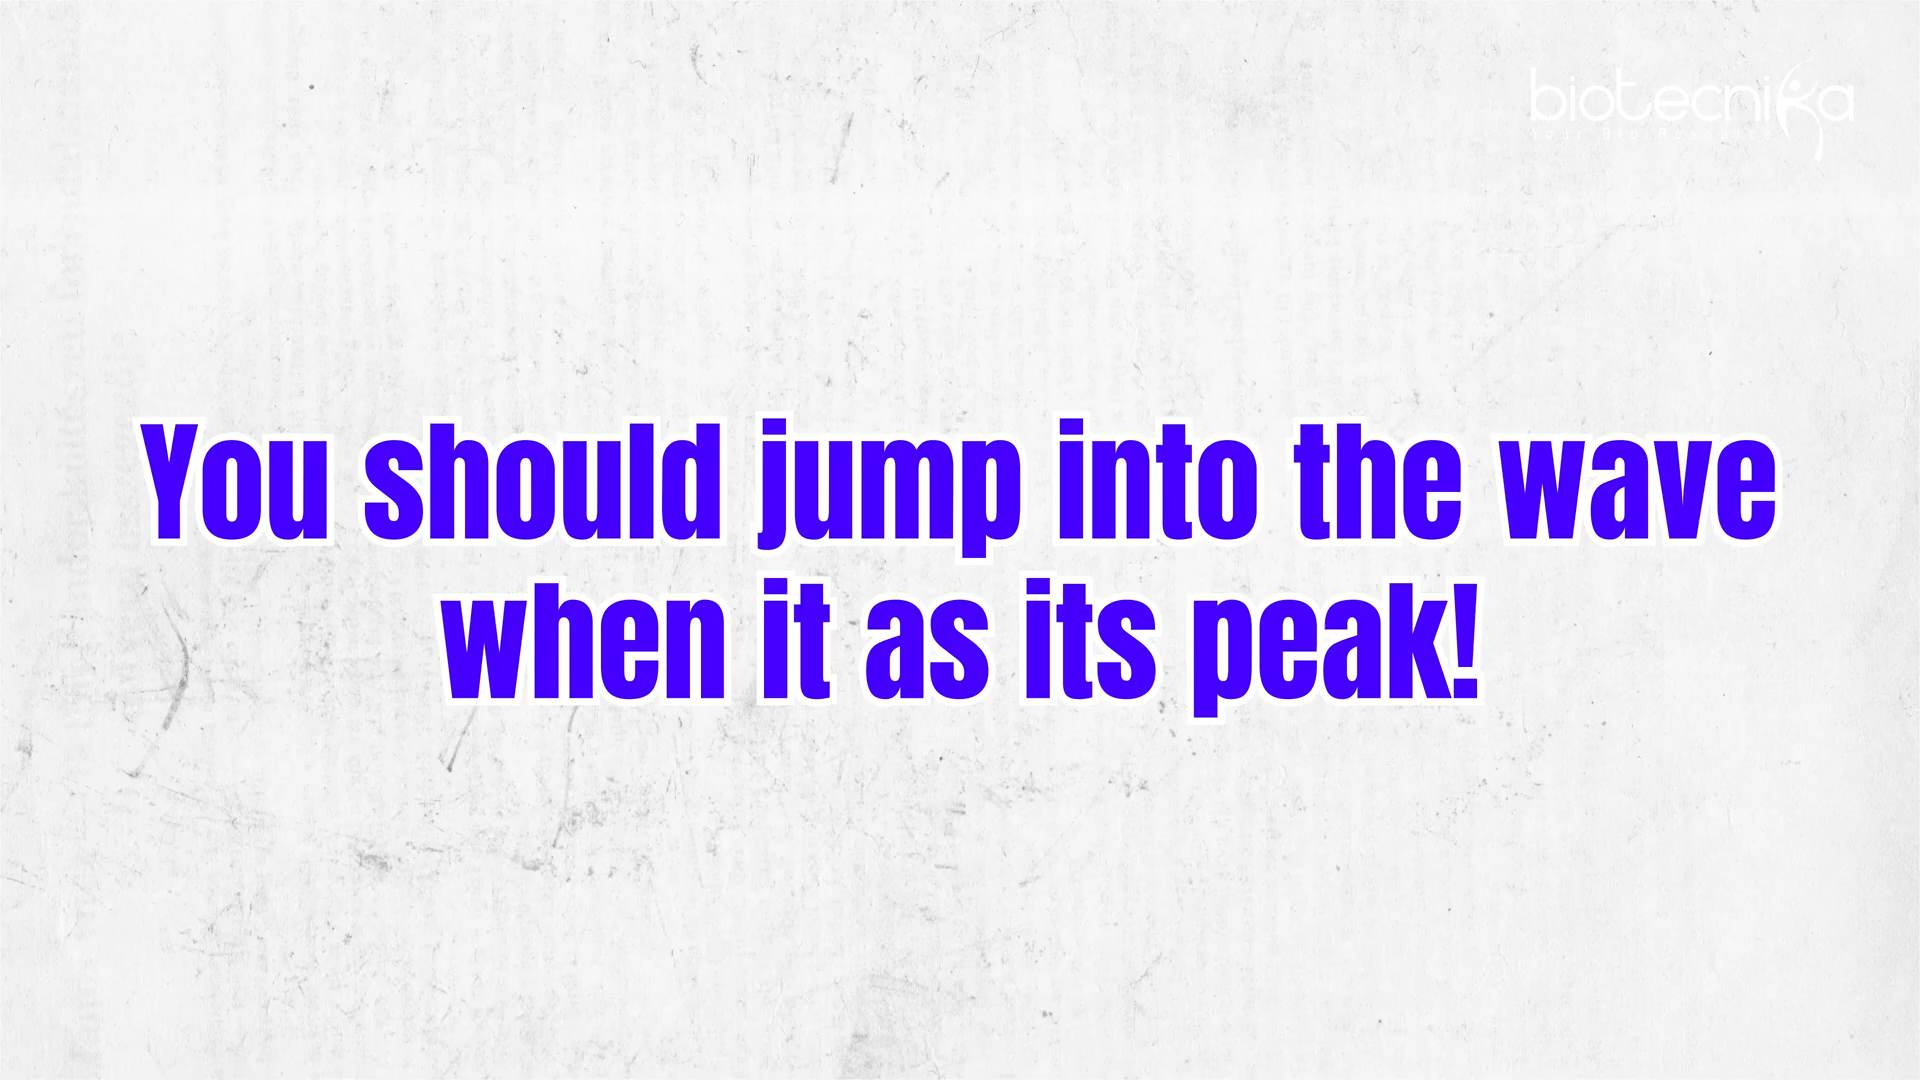 biotecnika
You should jump into the wave
when it as its peak!